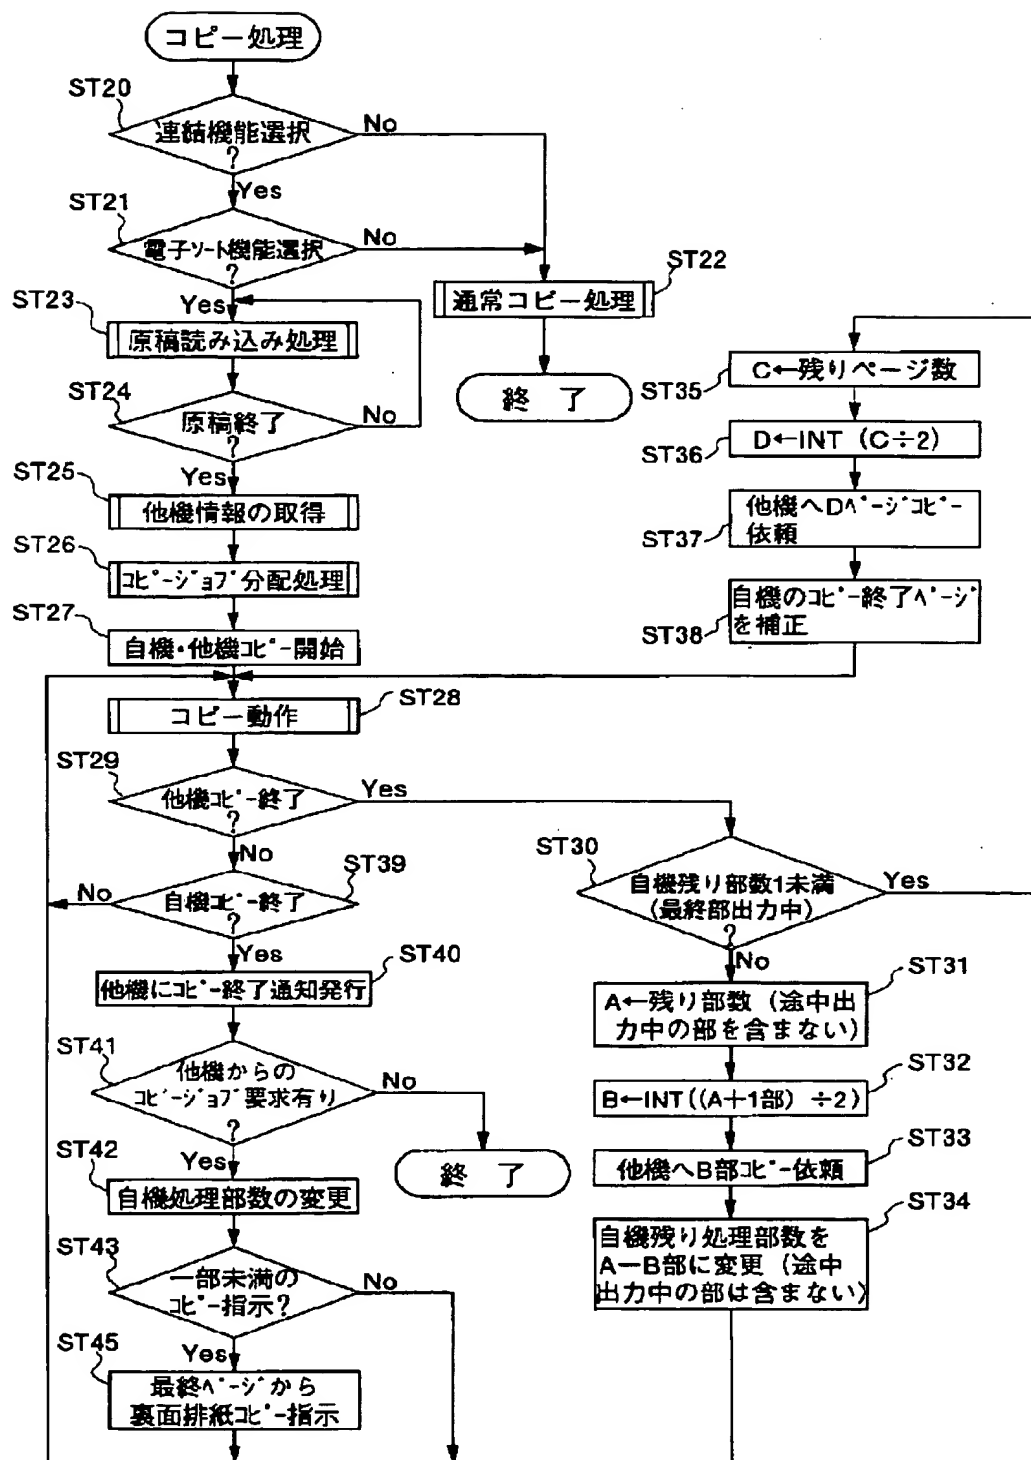 コピー処理
ST20
連結機能選択
?
No
Yes
ST21
電子ソート機能選択
?
No
Yes
ST22
通常コピー処理
終 了
ST23
原稿読み込み処理
ST24
原稿終了
?
No
Yes
ST25
他機情報の取得
ST26
コピージョブ分配処理
ST27
自機・他機コピー開始
ST28
コピー動作
ST29
他機コピー終了
?
Yes
No
ST39
自機コピー終了
?
No
Yes
ST40
他機にコピー終了通知発行
ST41
他機からの
コピージョブ要求有り
?
No
Yes
終 了
ST42
自機処理部数の変更
ST43
一部未満の
コピー指示?
No
Yes
ST45
最終ページから
裏面排紙コピー指示
ST30
自機残り部数1未満
(最終部出力中)
?
Yes
No
ST31
A←残り部数(途中出
力中の部を含まない)
ST32
B←INT((A+1部)÷2)
ST33
他機へB部コピー依頼
ST34
自機残り処理部数を
A−B部に変更(途中
出力中の部は含まない)
ST35
C←残りページ数
ST36
D←INT(C÷2)
ST37
他機へDページコピー
依頼
ST38
自機のコピー終了ページ
を補正